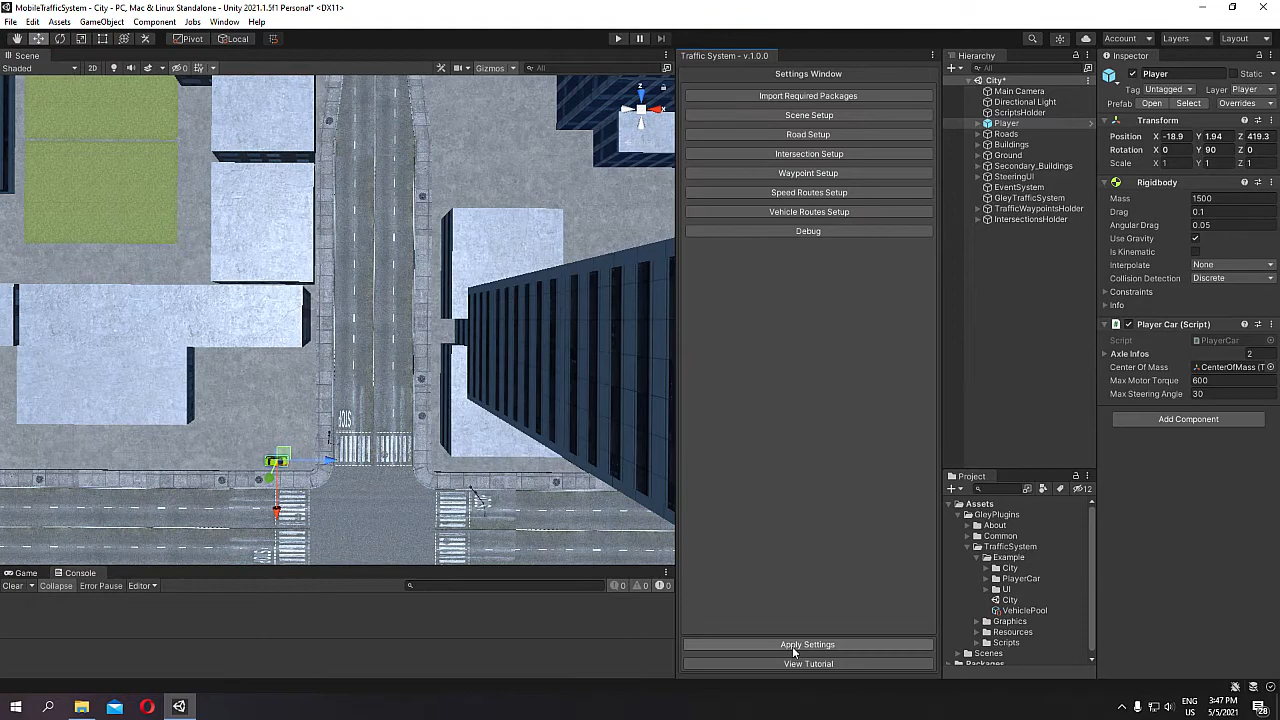 MobileTrafficSystem - City - PC, Mac & Linux Standalone - Unity 2021.1.5f1 Personal* <DX11>
File Edit Assets GameObject Component Jobs Window Help
Pivot Local Account Layers Layout
Scene
Shaded 2D 0 Gizmos All
STOP
Game Console
Clear Collapse Error Pause Editor 0 0 0
Traffic System - v.1.0.0
Settings Window
Import Required Packages
Scene Setup
Road Setup
Intersection Setup
Waypoint Setup
Speed Routes Setup
Vehicle Routes Setup
Debug
Apply Settings
View Tutorial
Hierarchy
All
City*
Main Camera
Directional Light
ScriptsHolder
Player
Roads
Buildings
Ground
Secondary_Buildings
SteeringUI
EventSystem
GleyTrafficSystem
TrafficWaypointsHolder
IntersectionsHolder
Project
12
Assets
GleyPlugins
About
Common
TrafficSystem
Example
City
PlayerCar
UI
City
VehiclePool
Graphics
Resources
Scripts
Scenes
Packages
Inspector
Player Static
Tag Untagged Layer Player
Prefab Open Select Overrides
Transform
Position X -18.9 Y 1.94 Z 419.3
Rotation X 0 Y 90 Z 0
Scale X 1 Y 1 Z 1
Rigidbody
Mass 1500
Drag 0.1
Angular Drag 0.05
Use Gravity
Is Kinematic
Interpolate None
Collision Detection Discrete
Constraints
Info
Player Car (Script)
Script PlayerCar
Axle Infos 2
Center Of Mass CenterOfMass (T
Max Motor Torque 600
Max Steering Angle 30
Add Component
ENG
US
3:47 PM
5/5/2021